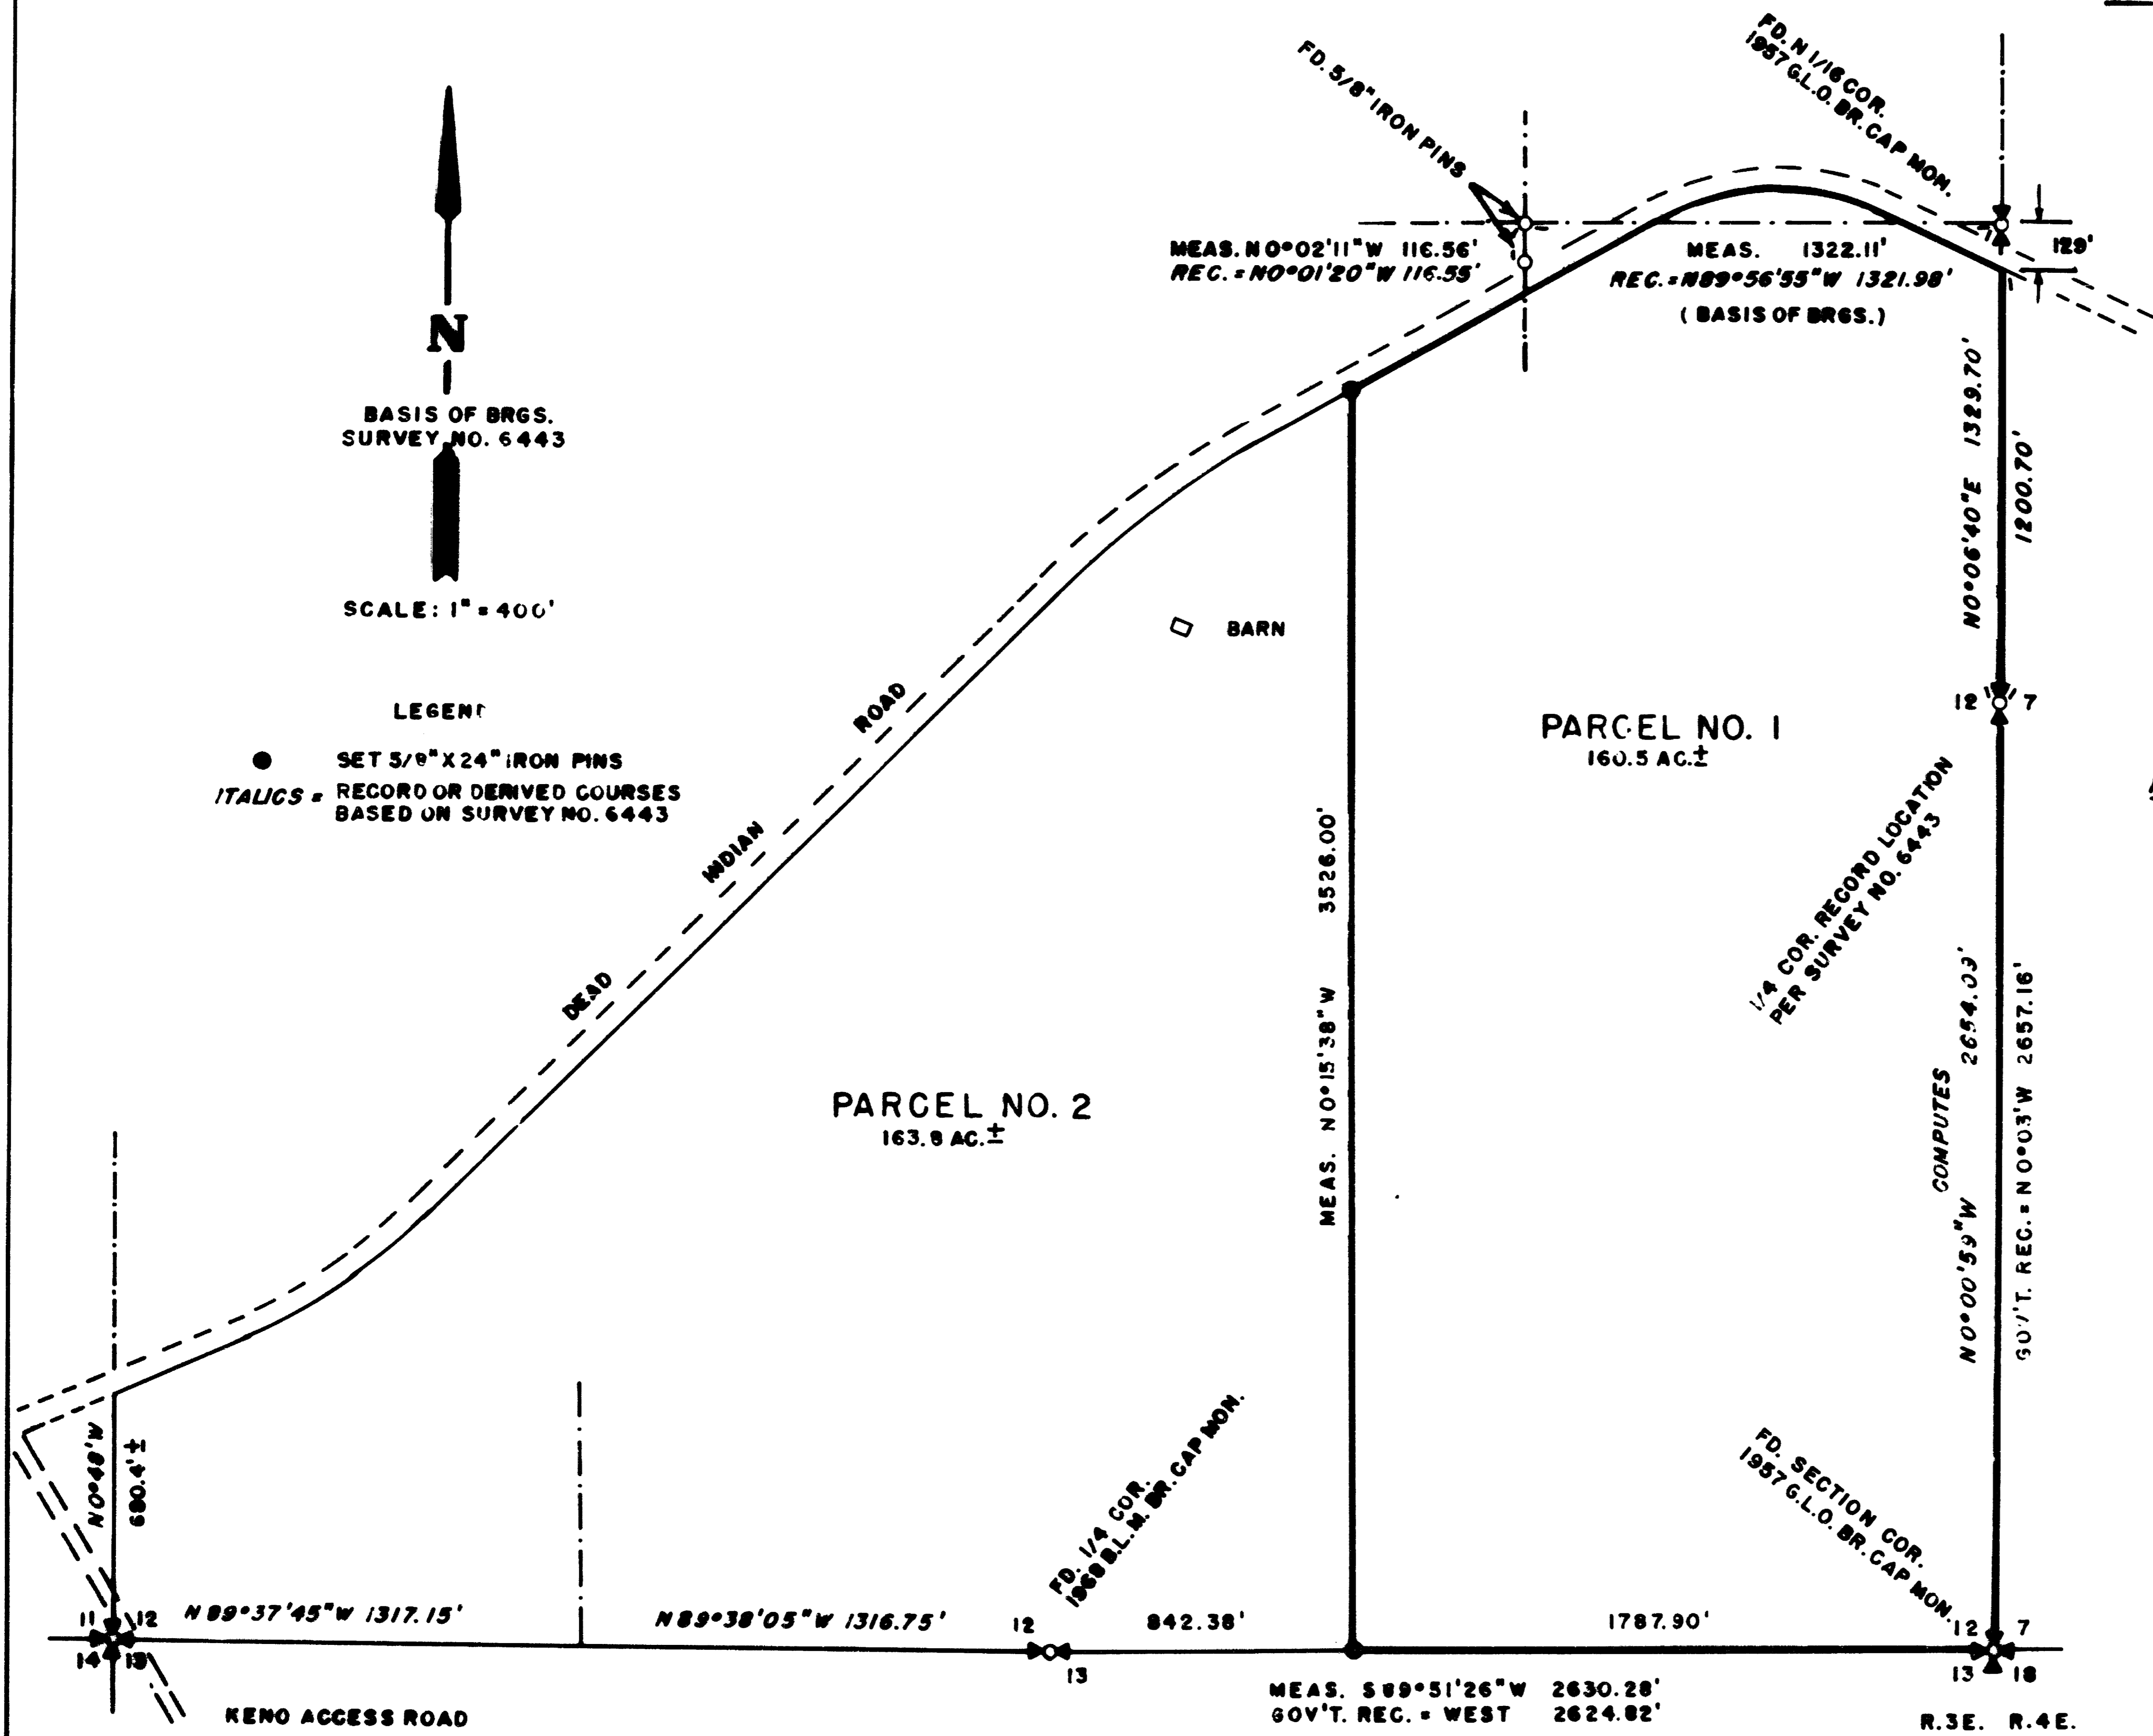 FD. N 1/16 COR.
1957 G.L.O. BR. CAP MON.
FD. 5/8" IRON PINS
MEAS. N0°02'11"W 116.56'
REC. = N0°01'20"W 116.55'
MEAS. 1322.11'
REC. = N89°56'55"W 1321.98'
( BASIS OF BRGS. )
129'
N
BASIS OF BRGS.
SURVEY NO. 6443
SCALE: 1" = 400'
N0°06'40"E 1329.70'
1200.70'
BARN
ROAD
INDIAN
DEAD
LEGEND
SET 5/8" X 24" IRON PINS
ITALICS = RECORD OR DERIVED COURSES
BASED ON SURVEY NO. 6443
12 7
PARCEL NO. 1
160.5 AC.±
1/4 COR. RECORD LOCATION
PER SURVEY NO. 6443
MEAS. N0°15'38"W 3526.00'
COMPUTES
N0°00'59"W 2654.03'
GOV'T. REC. = N0°03'W 2657.16'
PARCEL NO. 2
163.8 AC.±
FD. 1/4 COR.
1968 B.L.M. BR. CAP MON.
FD. SECTION COR.
1957 G.L.O. BR. CAP MON.
N0°48'W
680.4'±
11 12
N89°37'45"W 1317.15'
N89°38'05"W 1316.75'
12
842.38'
1787.90'
12 7
14 13
13
13 18
MEAS. S89°51'26"W 2630.28'
GOV'T. REC. = WEST 2624.82'
KENO ACCESS ROAD
R.3E. R.4E.